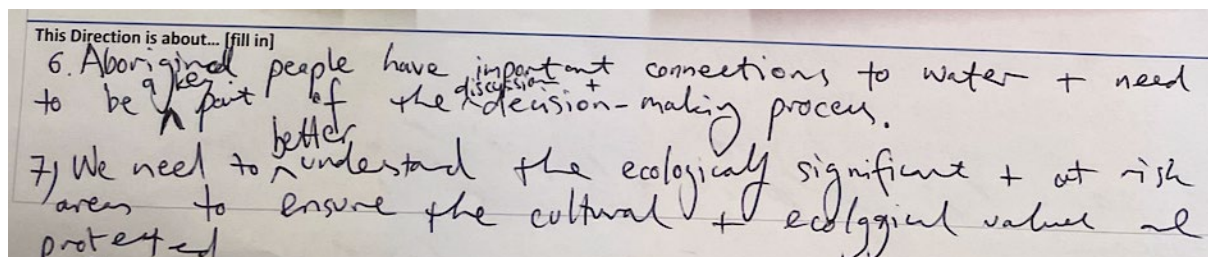 This Direction is about... [fill in]
6. Aboriginal people have important connections to water + need
to be a key part of the discussion + decision-making process.
7) We need to better understand the ecologically significant + at risk
areas to ensure the cultural + ecological values are
protected